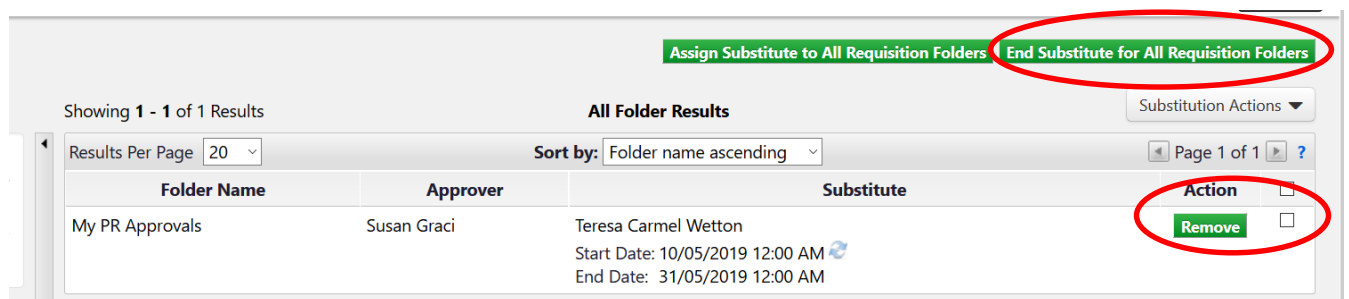 Assign Substitute to All Requisition Folders End Substitute for All Requisition Folders
Showing 1 - 1 of 1 Results All Folder Results Substitution Actions
Results Per Page 20 Sort by: Folder name ascending Page 1 of 1 ?
Folder Name Approver Substitute Action
My PR Approvals Susan Graci Teresa Carmel Wetton Remove
Start Date: 10/05/2019 12:00 AM
End Date: 31/05/2019 12:00 AM